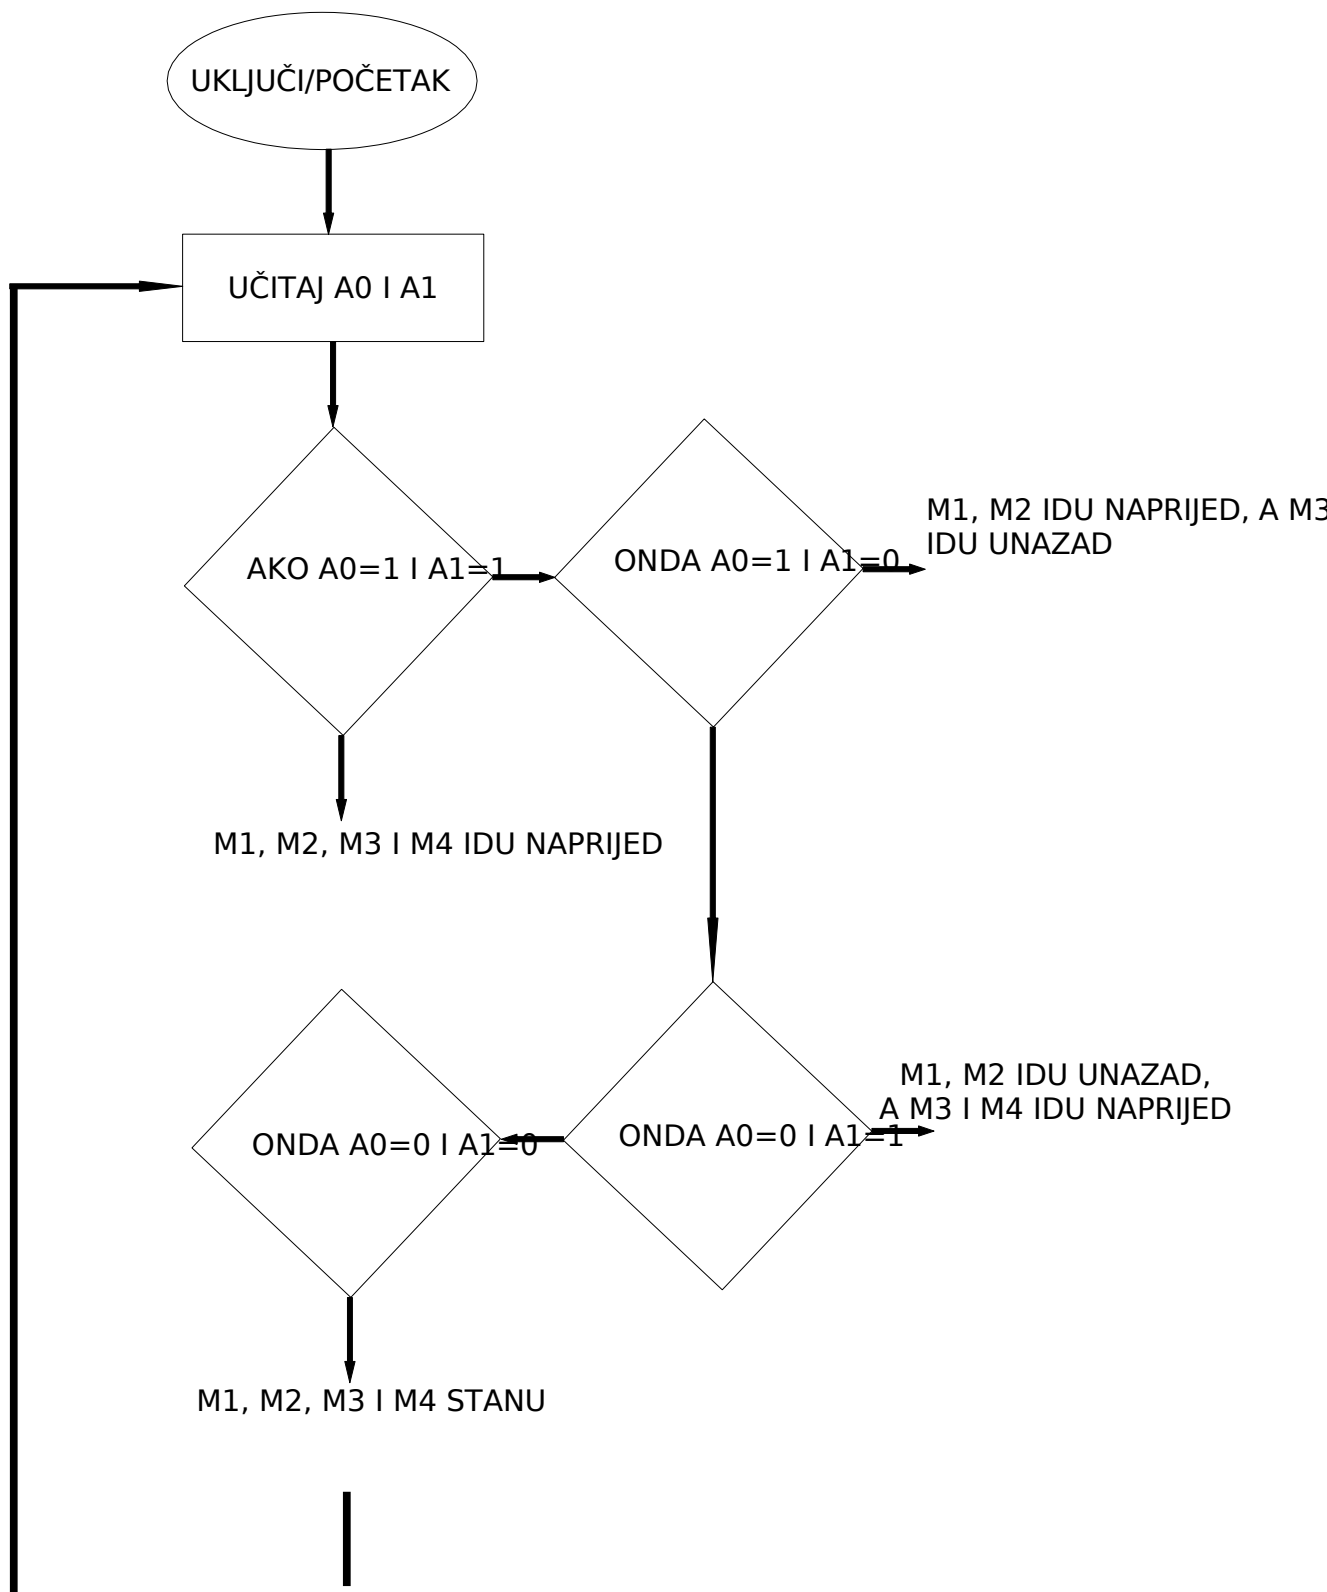 UKLJUČI/POČETAK
UČITAJ A0 I A1
AKO A0=1 I A1=1
ONDA A0=1 I A1=0
M1, M2 IDU NAPRIJED, A M3
IDU UNAZAD
M1, M2, M3 I M4 IDU NAPRIJED
ONDA A0=0 I A1=0
ONDA A0=0 I A1=1
M1, M2 IDU UNAZAD,
A M3 I M4 IDU NAPRIJED
M1, M2, M3 I M4 STANU